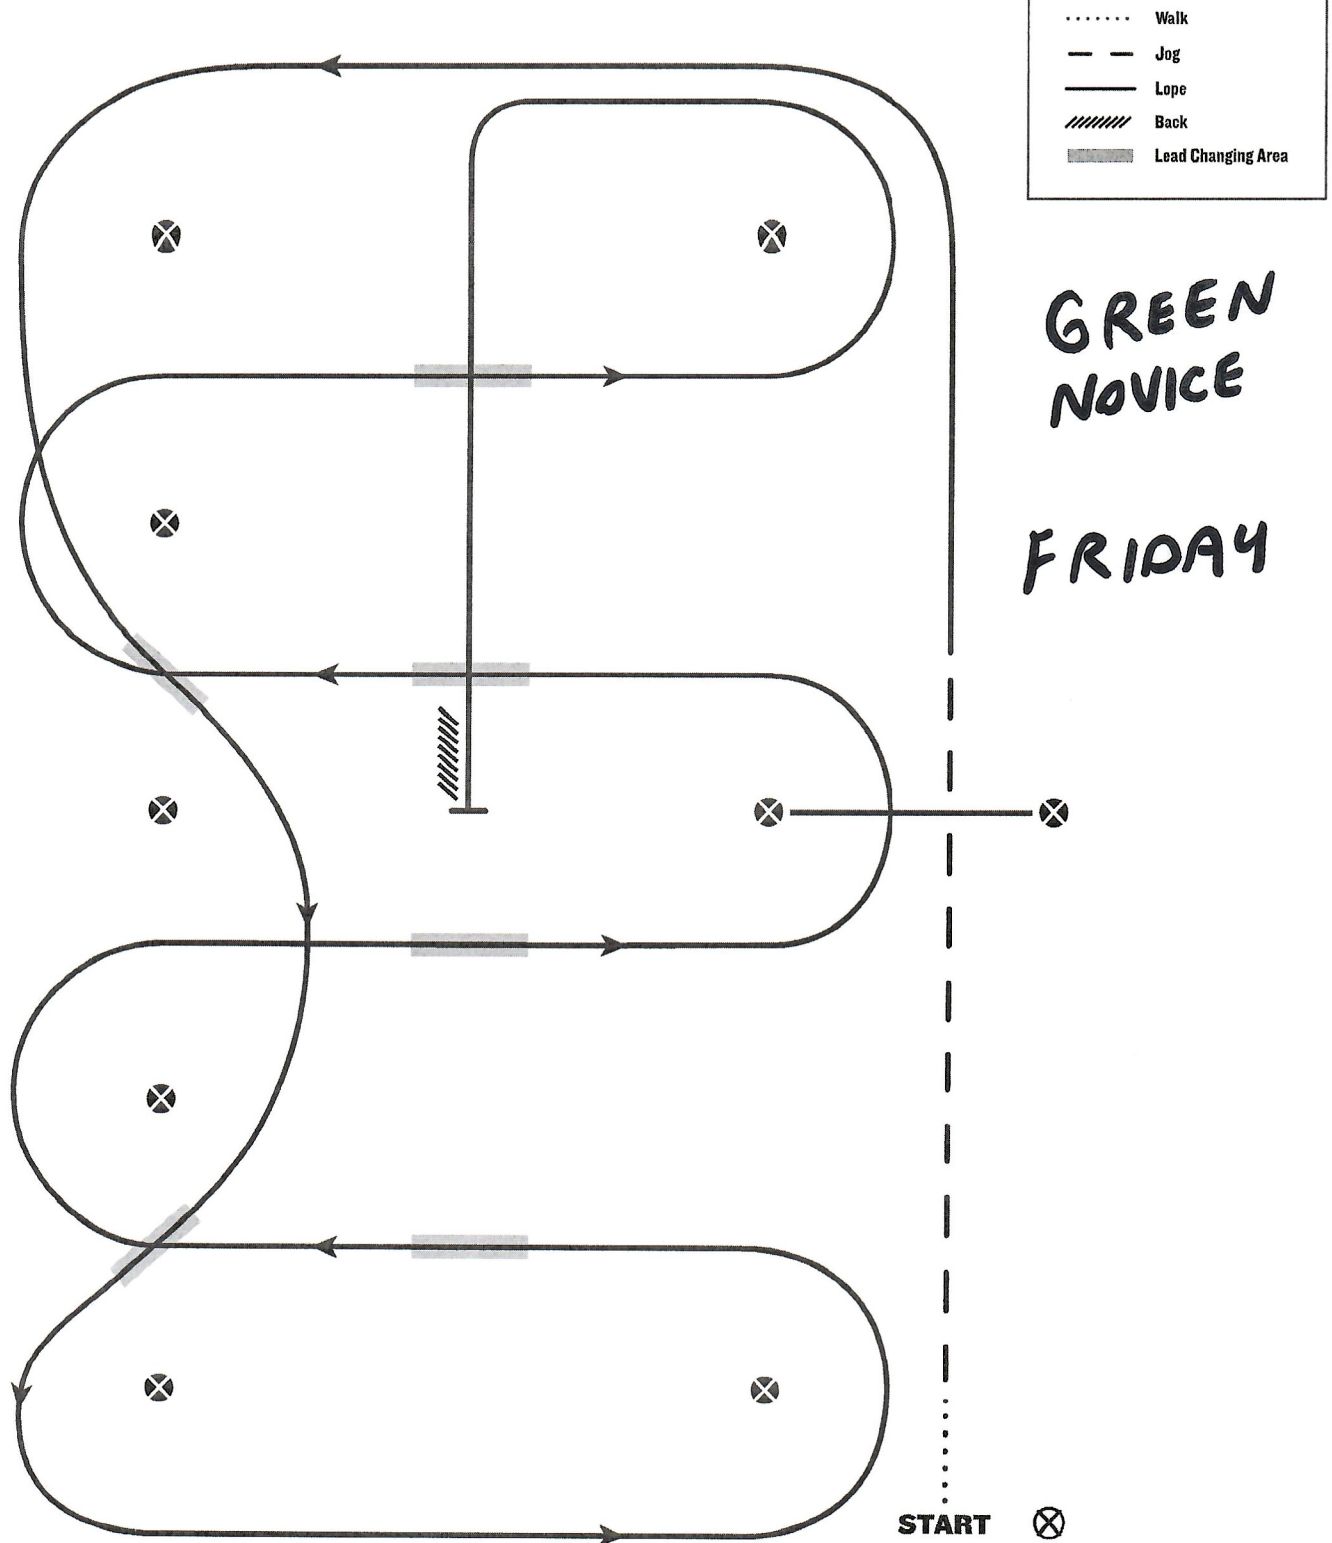 Walk
Jog
Lope
Back
Lead Changing Area
GREEN
NOVICE
FRIDAY
START